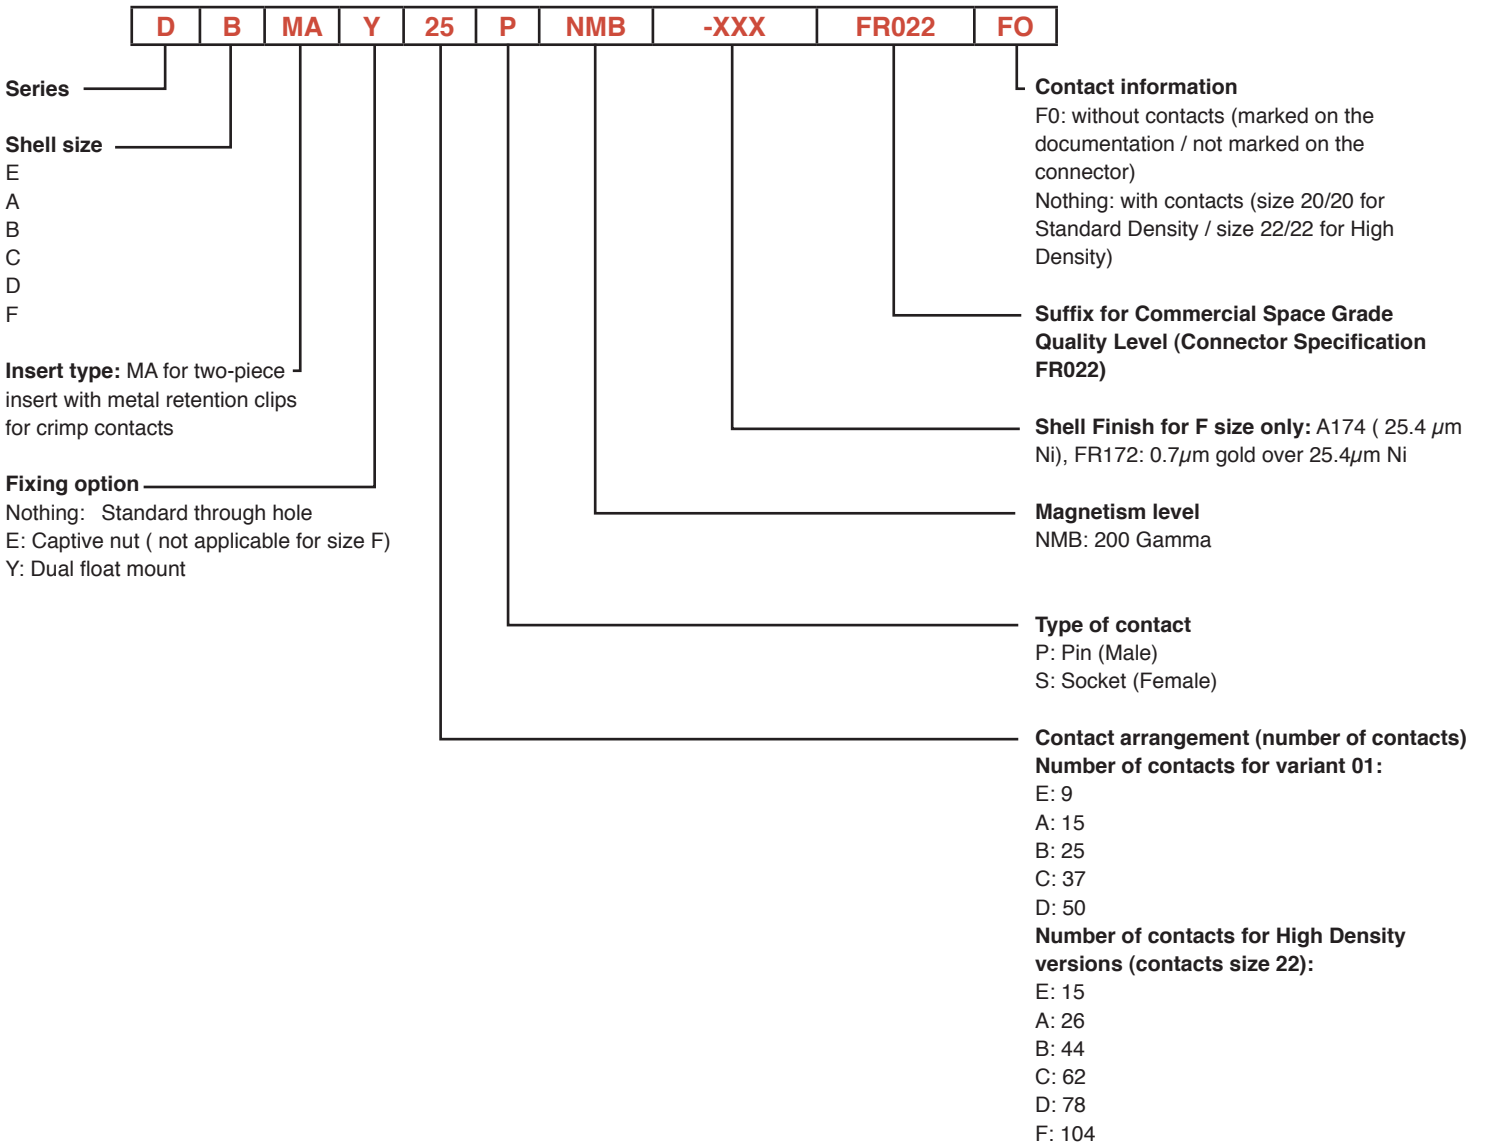 D B MA Y 25 P NMB -XXX FR022 FO
Series
Shell size
E
A
B
C
D
F
Insert type: MA for two-piece
insert with metal retention clips
for crimp contacts
Fixing option
Nothing: Standard through hole
E: Captive nut ( not applicable for size F)
Y: Dual float mount
Contact information
F0: without contacts (marked on the
documentation / not marked on the
connector)
Nothing: with contacts (size 20/20 for
Standard Density / size 22/22 for High
Density)
Suffix for Commercial Space Grade
Quality Level (Connector Specification
FR022)
Shell Finish for F size only: A174 ( 25.4 µm
Ni), FR172: 0.7µm gold over 25.4µm Ni
Magnetism level
NMB: 200 Gamma
Type of contact
P: Pin (Male)
S: Socket (Female)
Contact arrangement (number of contacts)
Number of contacts for variant 01:
E: 9
A: 15
B: 25
C: 37
D: 50
Number of contacts for High Density
versions (contacts size 22):
E: 15
A: 26
B: 44
C: 62
D: 78
F: 104